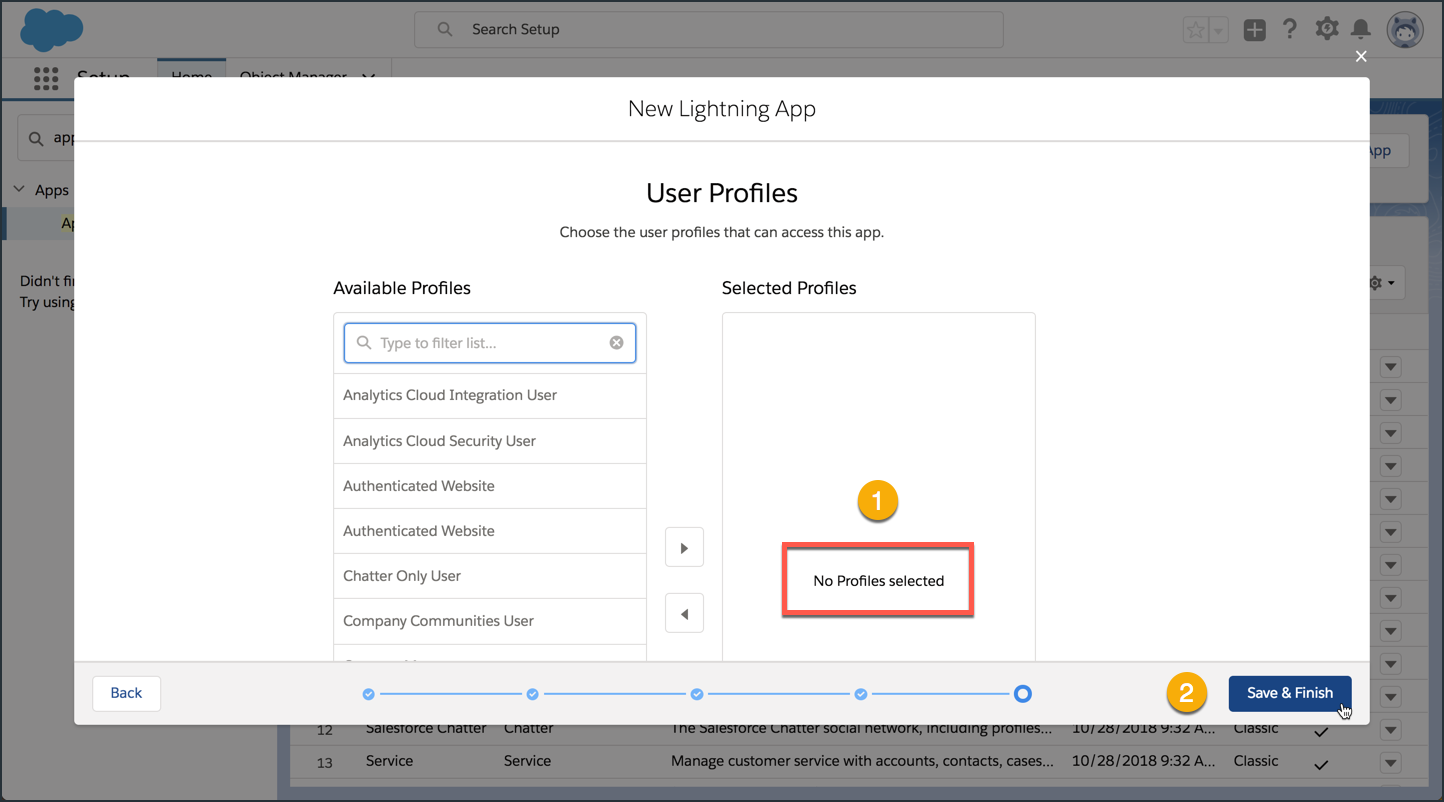 Search Setup
Setup Home Object Manager
New Lightning App
app
App
Apps
User Profiles
Ap
Choose the user profiles that can access this app.
Didn't fi
Try using
Available Profiles
Selected Profiles
Type to filter list...
Analytics Cloud Integration User
Analytics Cloud Security User
Authenticated Website
Authenticated Website
Chatter Only User
Company Communities User
1
No Profiles selected
Back
2
Save & Finish
12 Salesforce Chatter Chatter The Salesforce Chatter social network, including profiles... 10/28/2018 9:32 A... Classic
13 Service Service Manage customer service with accounts, contacts, cases... 10/28/2018 9:32 A... Classic